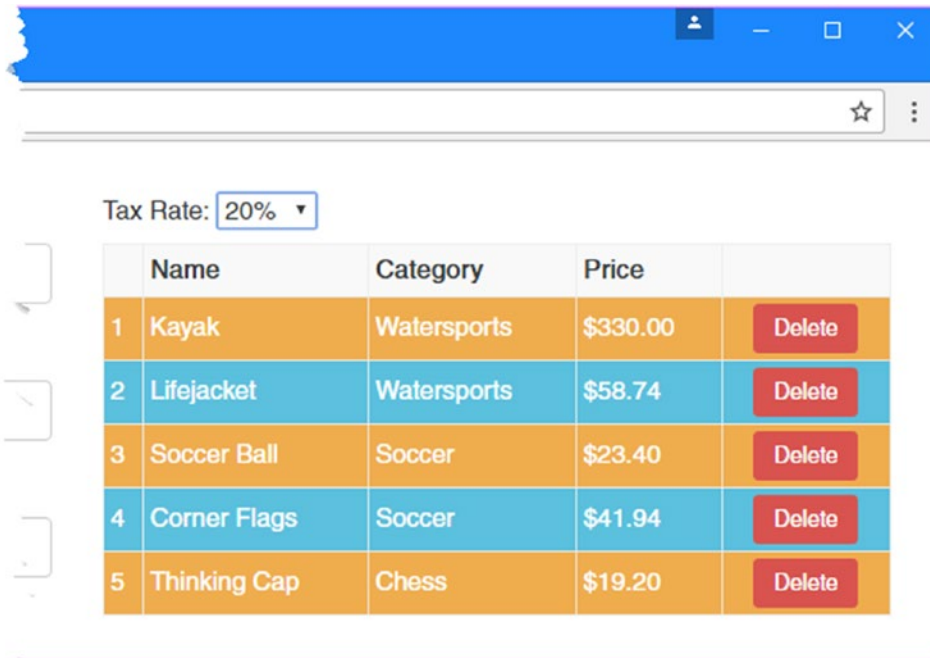 Tax Rate: 20%
Name Category Price
1 Kayak Watersports $330.00 Delete
2 Lifejacket Watersports $58.74 Delete
3 Soccer Ball Soccer $23.40 Delete
4 Corner Flags Soccer $41.94 Delete
5 Thinking Cap Chess $19.20 Delete